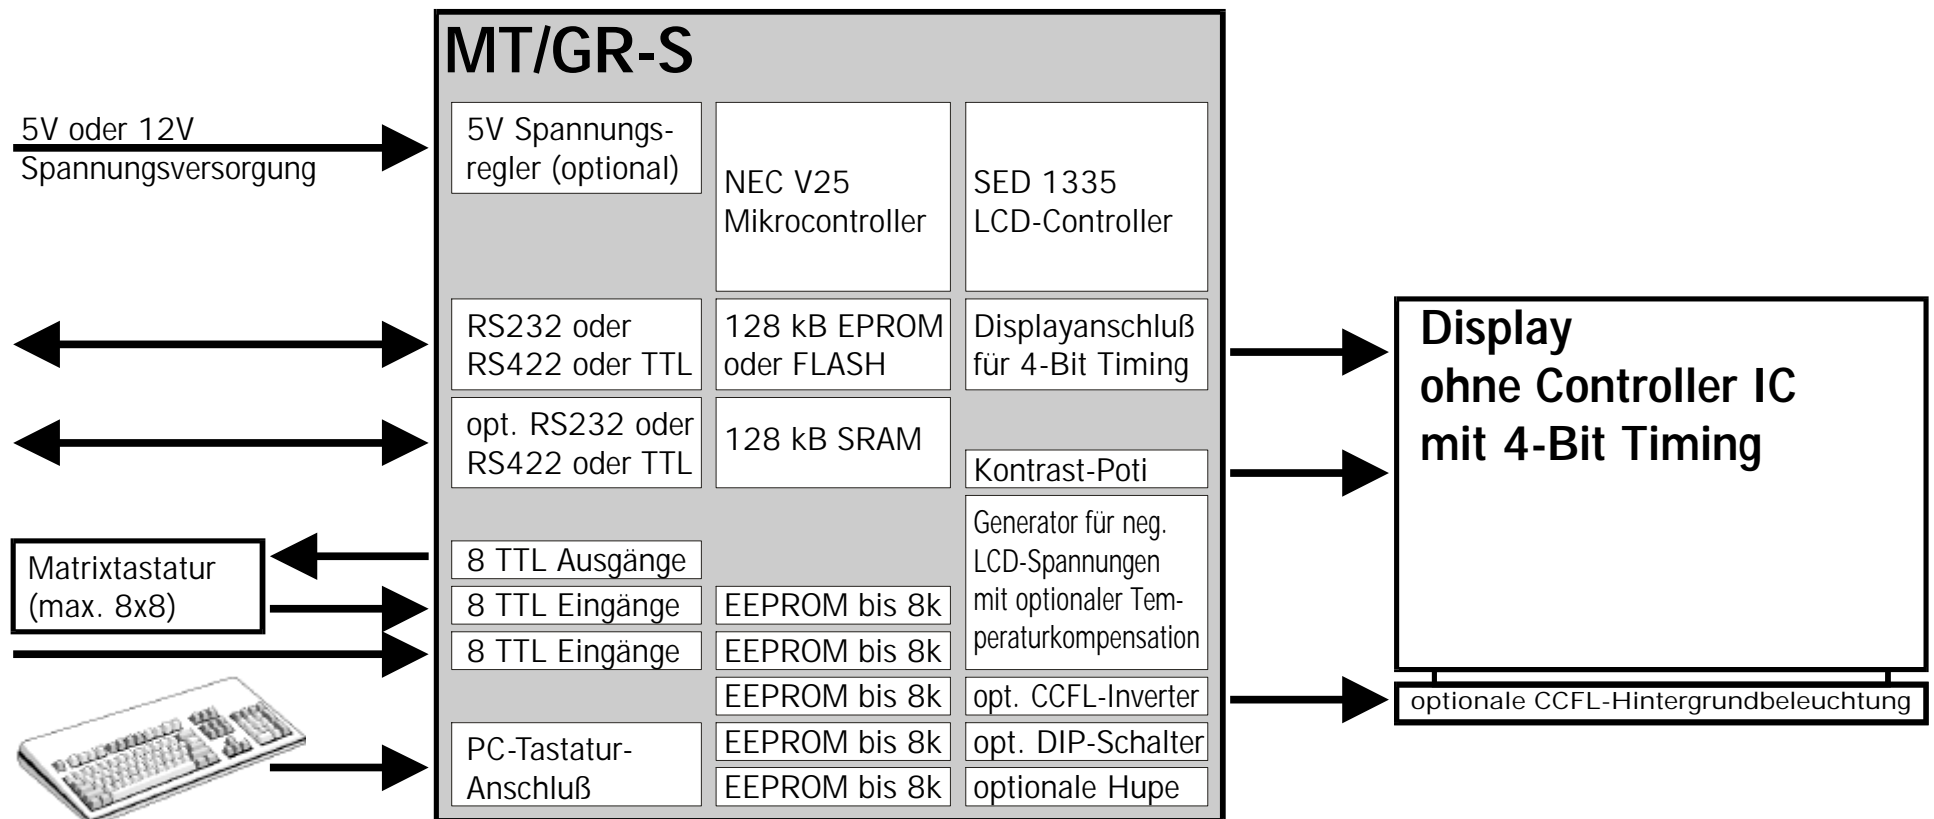 MT/GR-S
5V oder 12V
Spannungsversorgung
5V Spannungs-
regler (optional)
NEC V25
Mikrocontroller
SED 1335
LCD-Controller
RS232 oder
RS422 oder TTL
128 kB EPROM
oder FLASH
Displayanschluß
für 4-Bit Timing
opt. RS232 oder
RS422 oder TTL
128 kB SRAM
Kontrast-Poti
Generator für neg.
LCD-Spannungen
mit optionaler Tem-
peraturkompensation
8 TTL Ausgänge
8 TTL Eingänge
EEPROM bis 8k
8 TTL Eingänge
EEPROM bis 8k
EEPROM bis 8k
opt. CCFL-Inverter
PC-Tastatur-
Anschluß
EEPROM bis 8k
opt. DIP-Schalter
EEPROM bis 8k
optionale Hupe
Matrixtastatur
(max. 8x8)
Display
ohne Controller IC
mit 4-Bit Timing
optionale CCFL-Hintergrundbeleuchtung